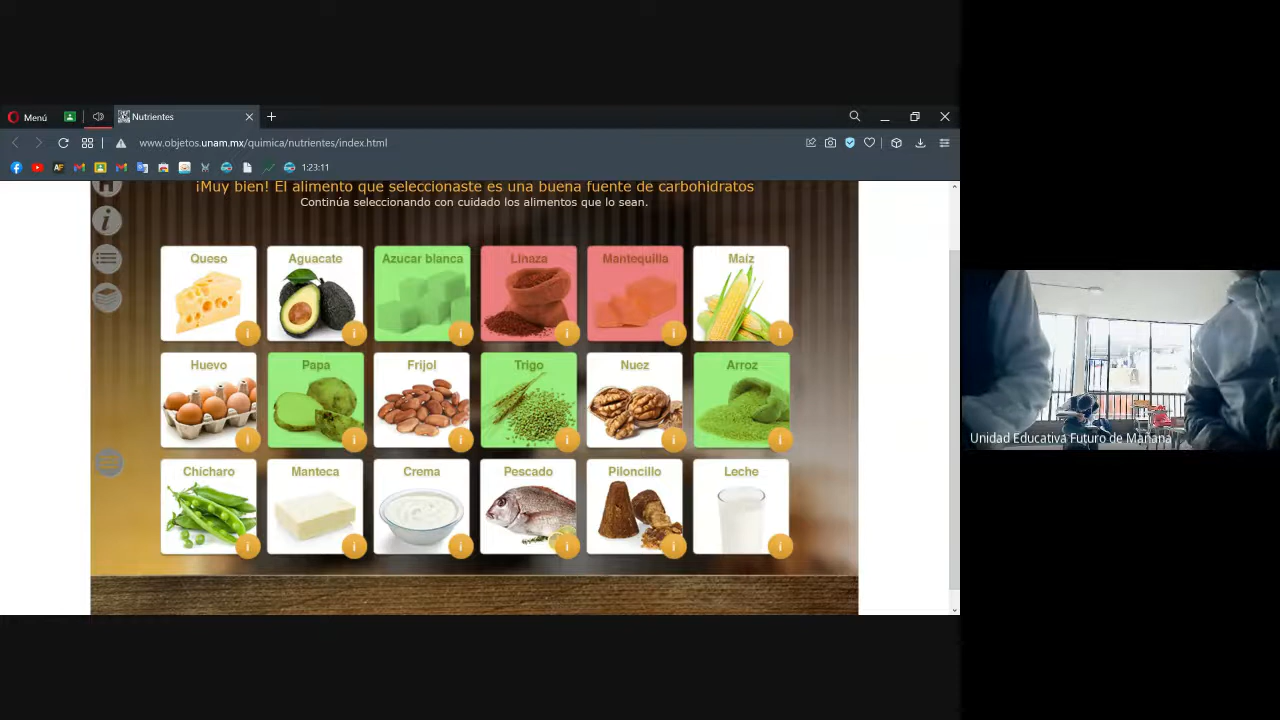 Menú
Nutrientes
www.objetos.unam.mx/quimica/nutrientes/index.html
AF
1:23:11
¡Muy bien! El alimento que seleccionaste es una buena fuente de carbohidratos
Continúa seleccionando con cuidado los alimentos que lo sean.
Queso
Aguacate
Azucar blanca
Linaza
Mantequilla
Maíz
Huevo
Papa
Frijol
Trigo
Nuez
Arroz
Chícharo
Manteca
Crema
Pescado
Piloncillo
Leche
Unidad Educativa Futuro de Mañana